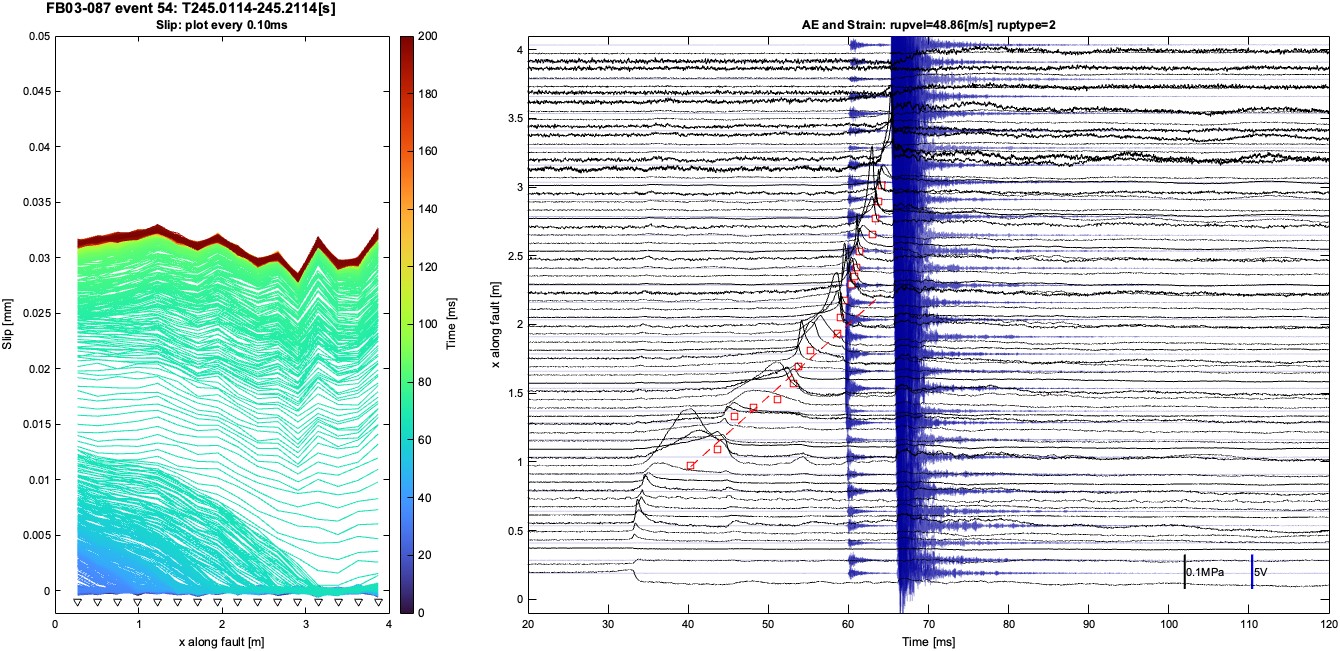 FB03-087 event 54: T245.0114-245.2114[s]
Slip: plot every 0.10ms
0.05
0.045
0.04
0.035
0.03
0.025
0.02
0.015
0.01
0.005
0
Slip [mm]
0 1 2 3 4
x along fault [m]
200
180
160
140
120
100
80
60
40
20
0
Time [ms]
AE and Strain: rupvel=48.86[m/s] ruptype=2
4
3.5
3
2.5
2
1.5
1
0.5
0
x along fault [m]
0.1MPa
5V
20 30 40 50 60 70 80 90 100 110 120
Time [ms]